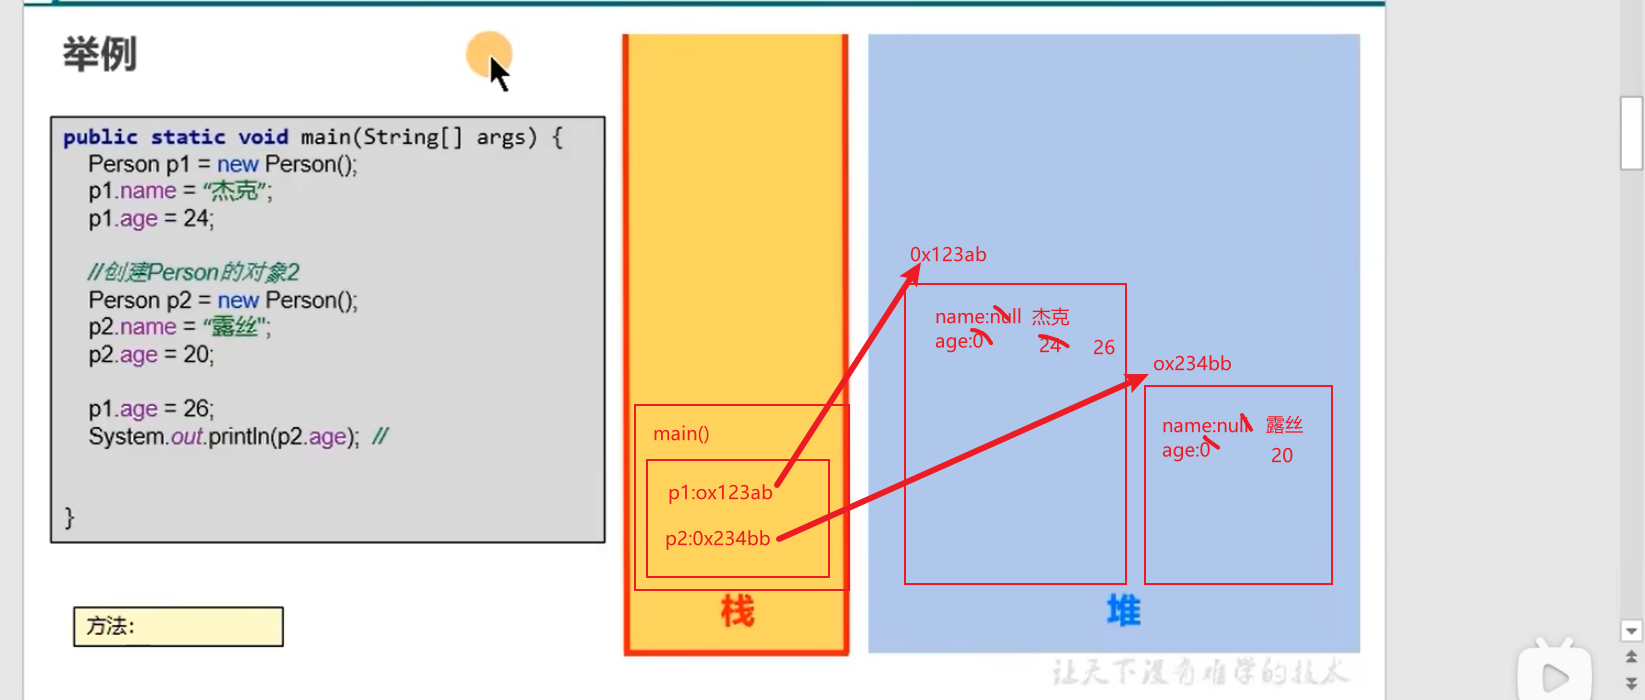 举例
public static void main(String[] args) {
Person p1 = new Person();
p1.name = “杰克”;
p1.age = 24;
//创建Person的对象2
Person p2 = new Person();
p2.name = “露丝";
p2.age = 20;
p1.age = 26;
System.out.println(p2.age); //
}
方法：
main()
p1:ox123ab
p2:0x234bb
栈
0x123ab
name:null 杰克
age:0 24 26
ox234bb
name:null 露丝
age:0 20
堆
让天下没有难学的技术